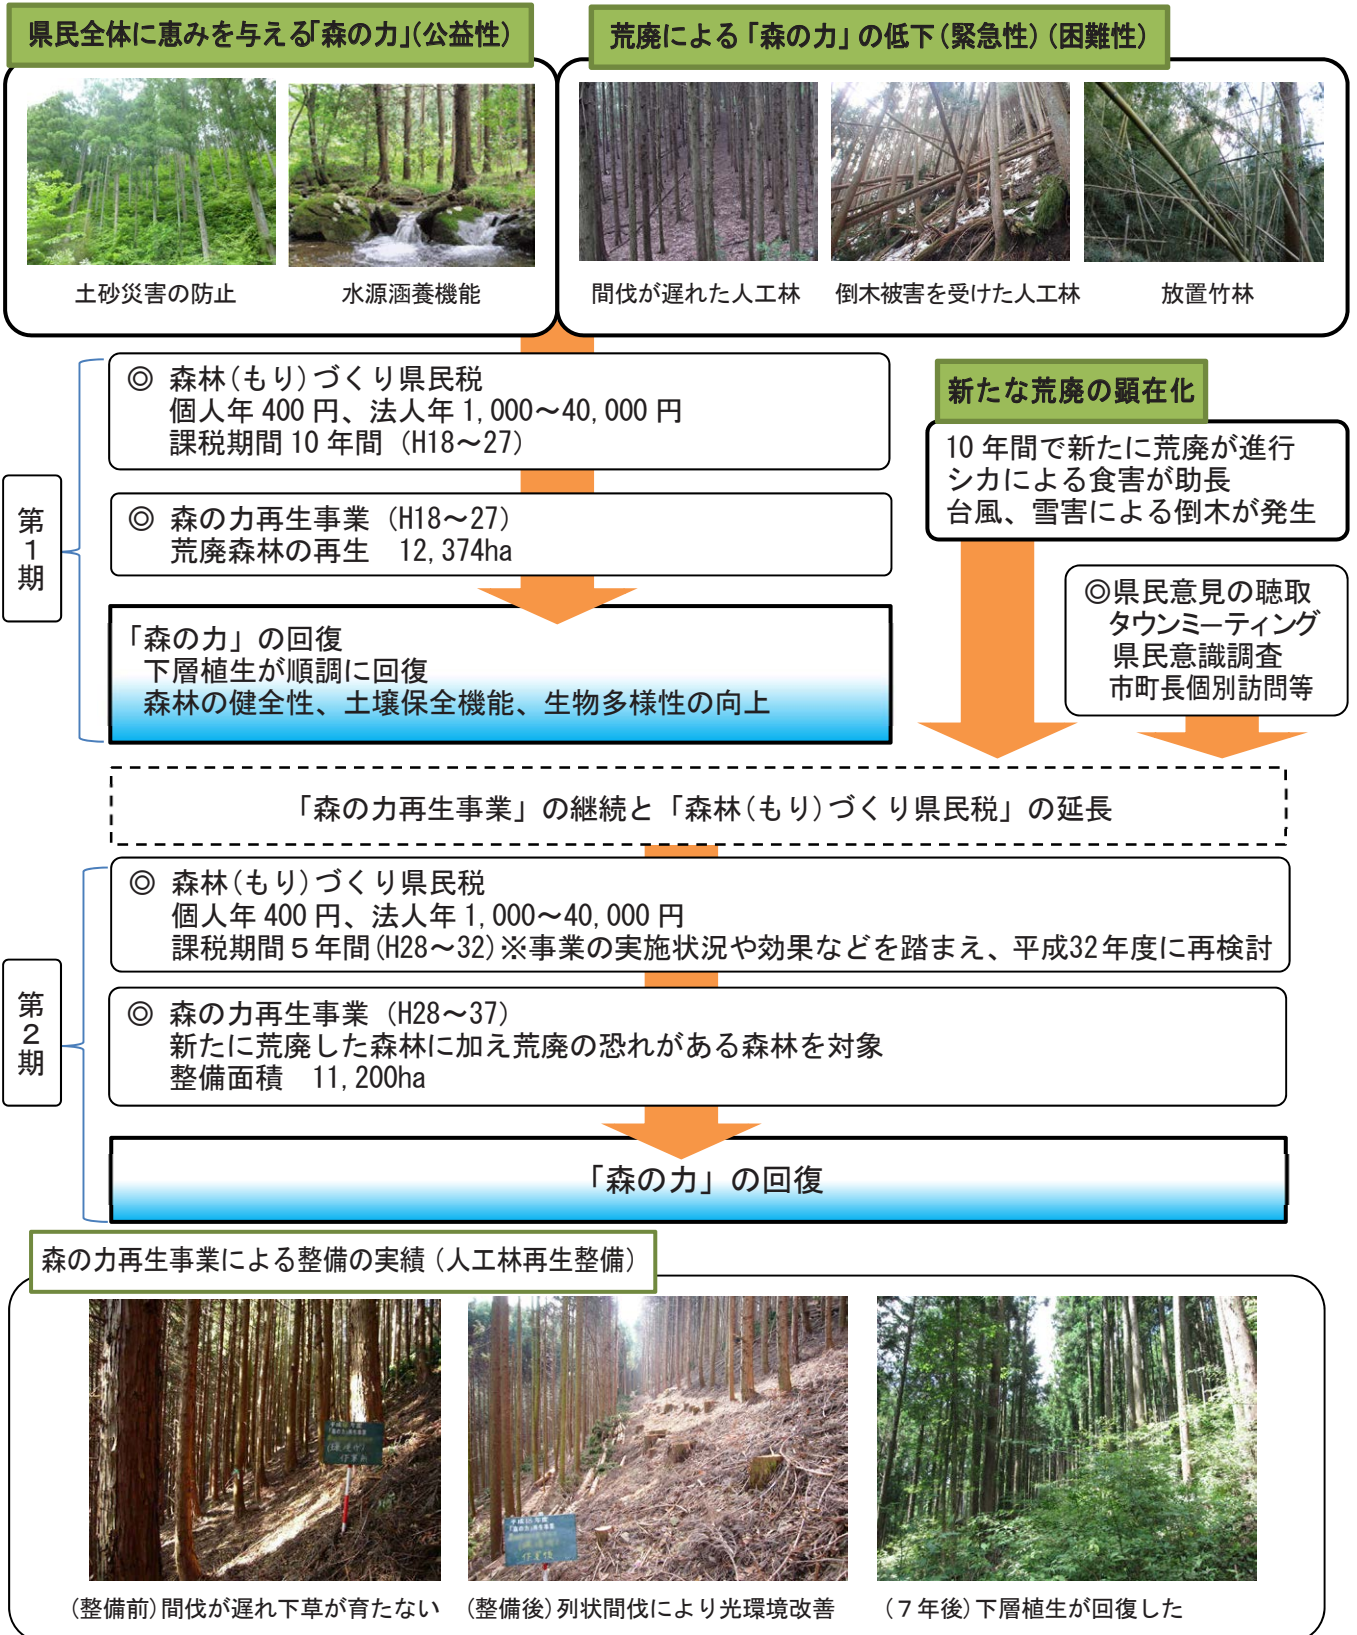 県民全体に恵みを与える「森の力」(公益性)
荒廃による「森の力」の低下(緊急性)(困難性)
土砂災害の防止
水源涵養機能
間伐が遅れた人工林
倒木被害を受けた人工林
放置竹林
第1期
◎ 森林(もり)づくり県民税
個人年400円、法人年1,000～40,000円
課税期間10年間(H18～27)
◎ 森の力再生事業(H18～27)
荒廃森林の再生 12,374ha
「森の力」の回復
下層植生が順調に回復
森林の健全性、土壌保全機能、生物多様性の向上
新たな荒廃の顕在化
10年間で新たに荒廃が進行
シカによる食害が助長
台風、雪害による倒木が発生
◎県民意見の聴取
タウンミーティング
県民意識調査
市町長個別訪問等
「森の力再生事業」の継続と「森林(もり)づくり県民税」の延長
第2期
◎ 森林(もり)づくり県民税
個人年400円、法人年1,000～40,000円
課税期間５年間(H28～32)※事業の実施状況や効果などを踏まえ、平成32年度に再検討
◎ 森の力再生事業(H28～37)
新たに荒廃した森林に加え荒廃の恐れがある森林を対象
整備面積 11,200ha
「森の力」の回復
森の力再生事業による整備の実績(人工林再生整備)
作業前
作業後
(整備前)間伐が遅れ下草が育たない
(整備後)列状間伐により光環境改善
(７年後)下層植生が回復した